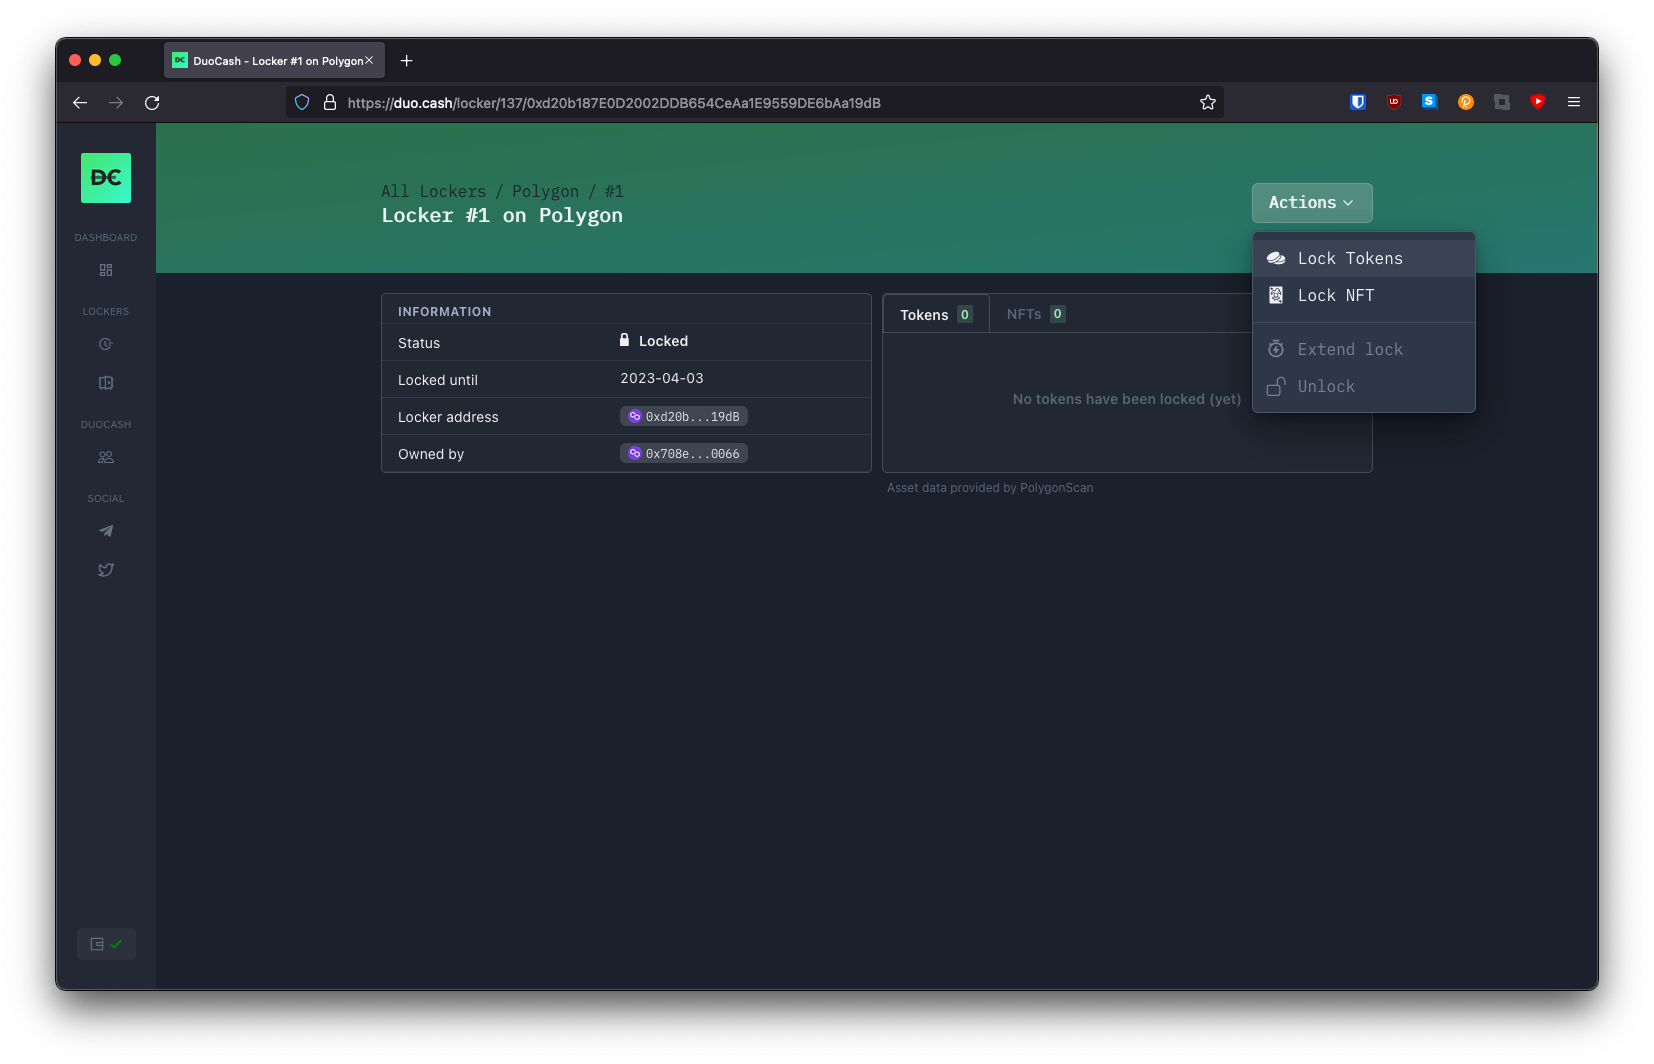 DC DuoCash - Locker #1 on Polygon
https://duo.cash/locker/137/0xd20b187E0D2002DDB654CeAa1E9559DE6bAa19dB
DC
DASHBOARD
LOCKERS
DUOCASH
SOCIAL
All Lockers / Polygon / #1
Locker #1 on Polygon
Actions
Lock Tokens
Lock NFT
Extend lock
Unlock
INFORMATION
Status Locked
Locked until 2023-04-03
Locker address 0xd20b...19dB
Owned by 0x708e...0066
Tokens 0 NFTs 0
No tokens have been locked (yet)
Asset data provided by PolygonScan